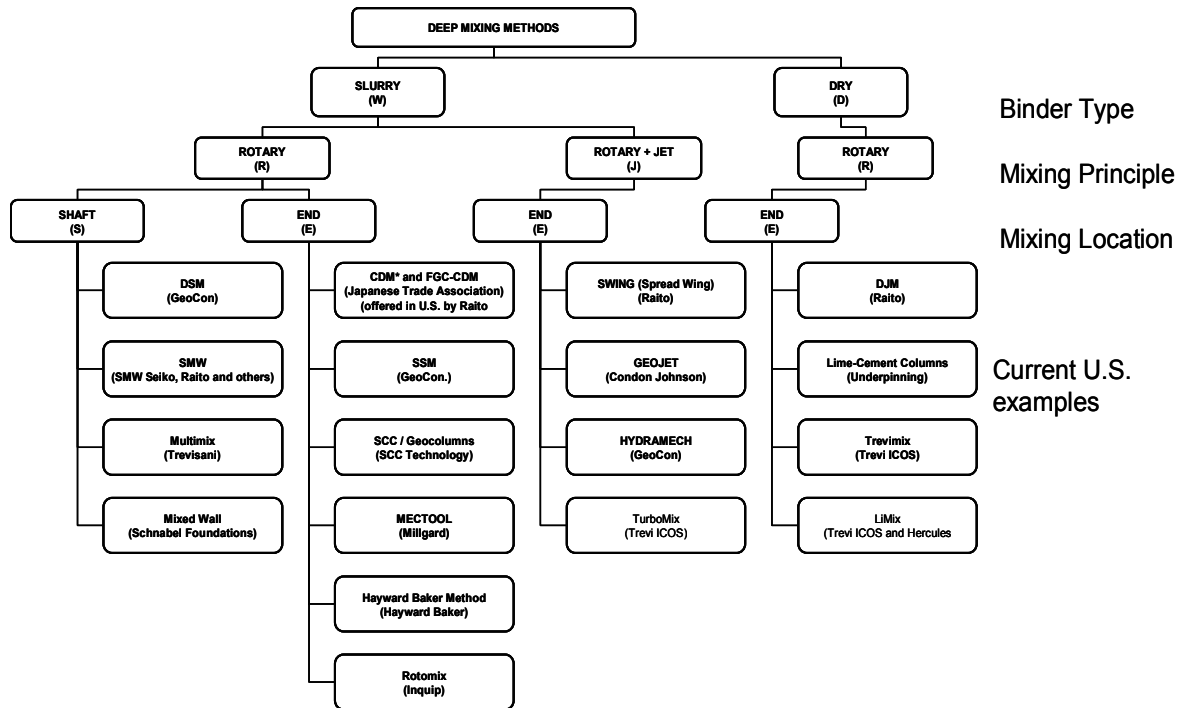 DEEP MIXING METHODS
SLURRY
(W)
DRY
(D)
Binder Type
ROTARY
(R)
ROTARY + JET
(J)
ROTARY
(R)
Mixing Principle
SHAFT
(S)
END
(E)
END
(E)
END
(E)
Mixing Location
DSM
(GeoCon)
CDM* and FGC-CDM
(Japanese Trade Association)
(offered in U.S. by Raito
SWING (Spread Wing)
(Raito)
DJM
(Raito)
SMW
(SMW Seiko, Raito and others)
SSM
(GeoCon.)
GEOJET
(Condon Johnson)
Lime-Cement Columns
(Underpinning)
Current U.S.
examples
Multimix
(Trevisani)
SCC / Geocolumns
(SCC Technology)
HYDRAMECH
(GeoCon)
Trevimix
(Trevi ICOS)
Mixed Wall
(Schnabel Foundations)
MECTOOL
(Millgard)
TurboMix
(Trevi ICOS)
LiMix
(Trevi ICOS and Hercules
Hayward Baker Method
(Hayward Baker)
Rotomix
(Inquip)